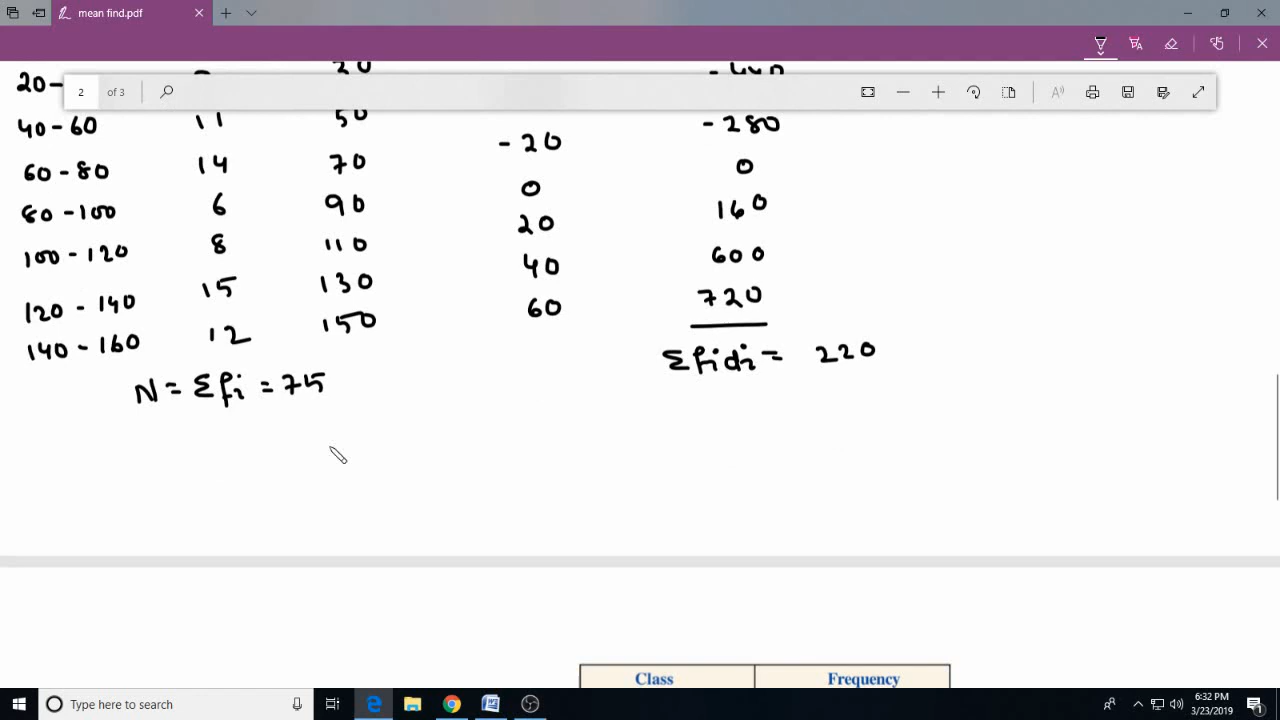 mean find.pdf
2 of 3
20-
40-60 11 50 -280
60-80 14 70 -20 0
80-100 6 90 0 160
100-120 8 110 20 600
120-140 15 130 40 720
140-160 12 150 60
Σfidi = 220
N = Σfi = 75
Class Frequency
Type here to search
6:32 PM
3/23/2019